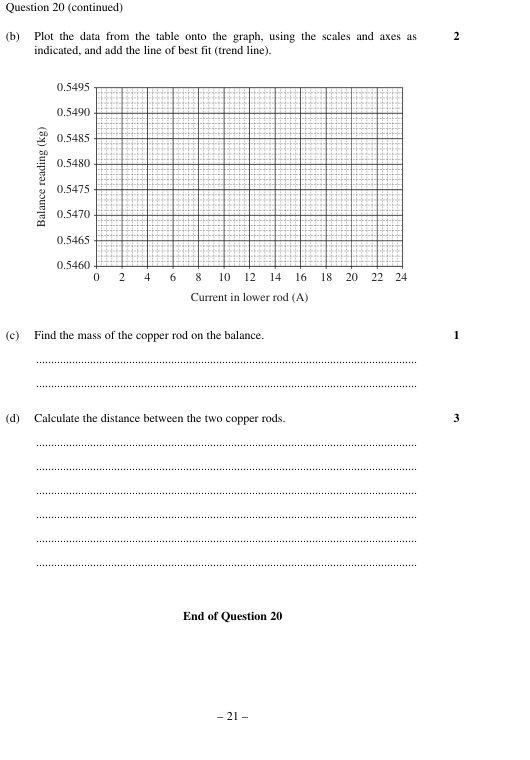 Question 20 (continued)
(b) Plot the data from the table onto the graph, using the scales and axes as 2
indicated, and add the line of best fit (trend line).
0.5495
0.5490
0.5485
0.5480
0.5475
0.5470
0.5465
0.5460
Balance reading (kg)
0 2 4 6 8 10 12 14 16 18 20 22 24
Current in lower rod (A)
(c) Find the mass of the copper rod on the balance. 1
(d) Calculate the distance between the two copper rods. 3
End of Question 20
– 21 –